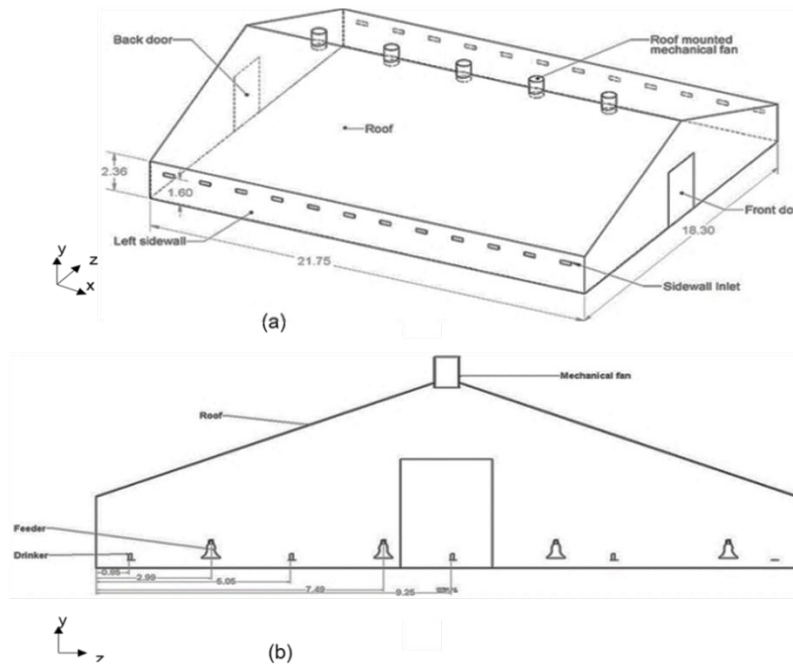 Back door
Roof mounted
mechanical fan
Roof
2.36
1.60
Front do
18.30
Left sidewall
21.75
Sidewall Inlet
y
z
x
(a)
Mechanical fan
Roof
Feeder
Drinker
0.85
2.99
5.05
7.49
9.25
y
z
(b)